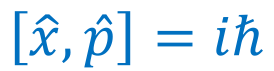 [x̂, p̂] = iħ